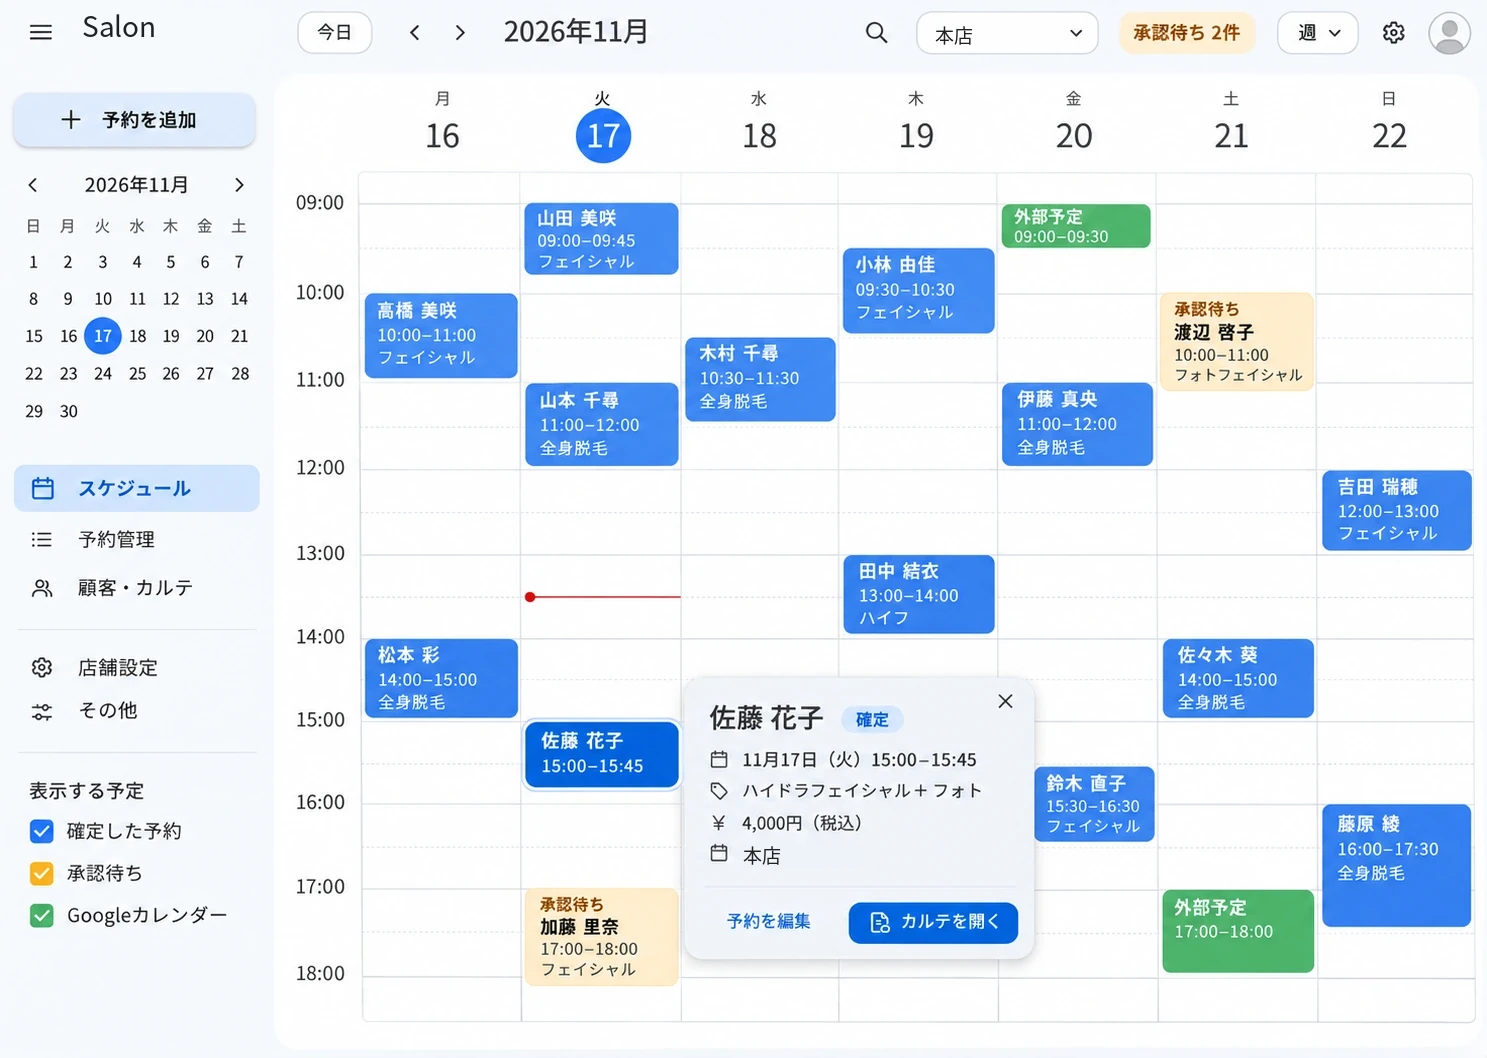 Salon
今日
2026年11月
本店
承認待ち 2件
週
予約を追加
2026年11月
日 月 火 水 木 金 土
1 2 3 4 5 6 7
8 9 10 11 12 13 14
15 16 17 18 19 20 21
22 23 24 25 26 27 28
29 30
スケジュール
予約管理
顧客・カルテ
店舗設定
その他
表示する予定
確定した予約
承認待ち
Googleカレンダー
月 火 水 木 金 土 日
16 17 18 19 20 21 22
09:00
10:00
11:00
12:00
13:00
14:00
15:00
16:00
17:00
18:00
高橋 美咲
10:00–11:00
フェイシャル
松本 彩
14:00–15:00
全身脱毛
山田 美咲
09:00–09:45
フェイシャル
山本 千尋
11:00–12:00
全身脱毛
佐藤 花子
15:00–15:45
承認待ち
加藤 里奈
17:00–18:00
フェイシャル
木村 千尋
10:30–11:30
全身脱毛
小林 由佳
09:30–10:30
フェイシャル
田中 結衣
13:00–14:00
ハイフ
外部予定
09:00–09:30
伊藤 真央
11:00–12:00
全身脱毛
鈴木 直子
15:30–16:30
フェイシャル
承認待ち
渡辺 啓子
10:00–11:00
フォトフェイシャル
佐々木 葵
14:00–15:00
全身脱毛
外部予定
17:00–18:00
吉田 瑞穂
12:00–13:00
フェイシャル
藤原 綾
16:00–17:30
全身脱毛
佐藤 花子 確定
11月17日（火）15:00–15:45
ハイドラフェイシャル＋フォト
¥ 4,000円（税込）
本店
予約を編集
カルテを開く